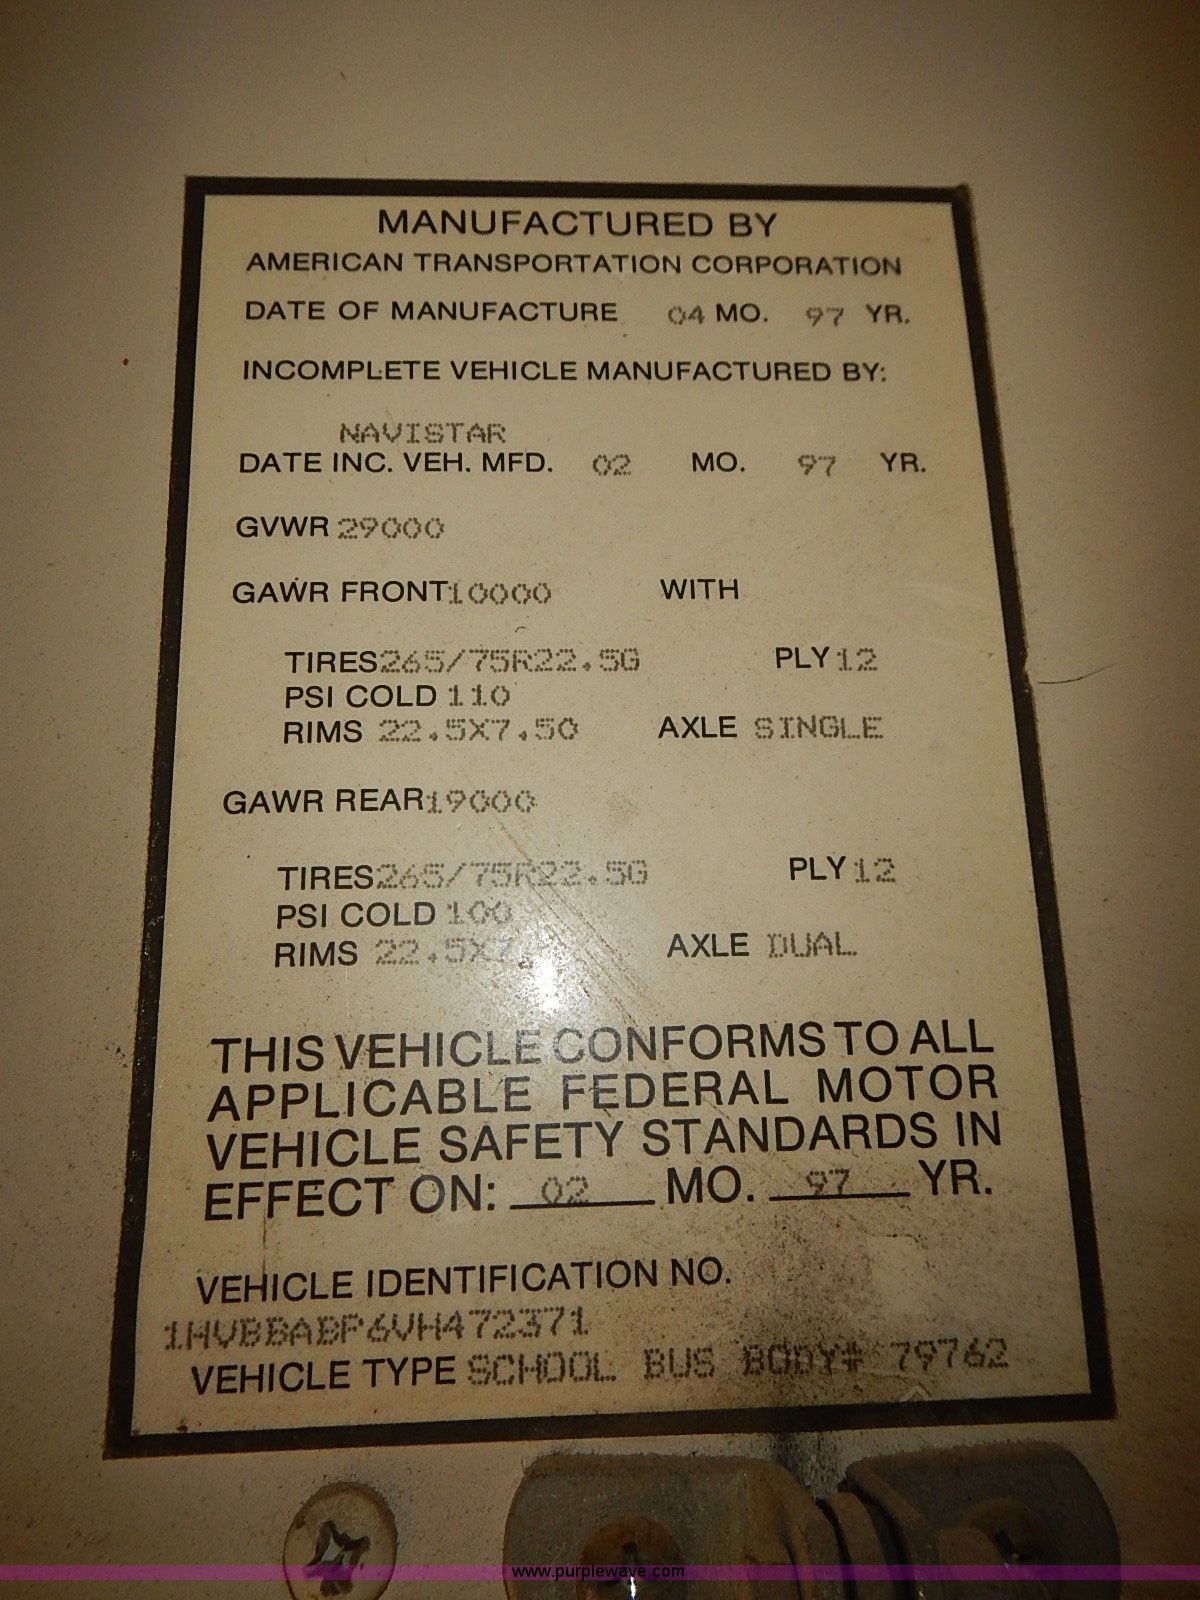 MANUFACTURED BY
AMERICAN TRANSPORTATION CORPORATION
DATE OF MANUFACTURE 04 MO. 97 YR.
INCOMPLETE VEHICLE MANUFACTURED BY:
NAVISTAR
DATE INC. VEH. MFD. 02 MO. 97 YR.
GVWR 29000
GAWR FRONT 10000 WITH
TIRES 265/75R22.5G PLY 12
PSI COLD 110
RIMS 22.5X7.50 AXLE SINGLE
GAWR REAR 19000
TIRES 265/75R22.5G PLY 12
PSI COLD 100
RIMS AXLE DUAL
THIS VEHICLE CONFORMS TO ALL
APPLICABLE FEDERAL MOTOR
VEHICLE SAFETY STANDARDS IN
EFFECT ON: 02 MO. 97 YR.
VEHICLE IDENTIFICATION NO.
1HVBBABP6VH472371
VEHICLE TYPE SCHOOL BUS BODY# 79762
www.purplewave.com